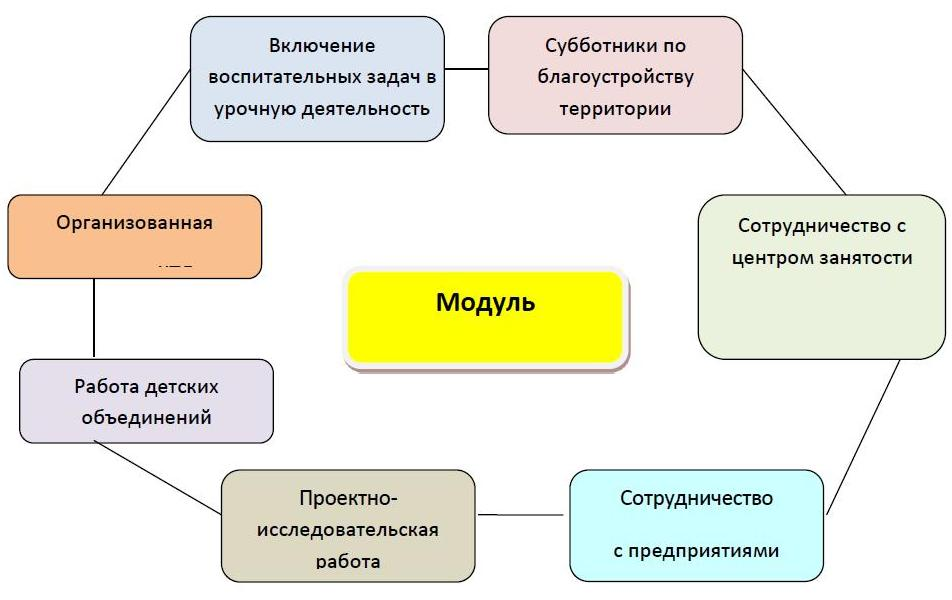 Включение
воспитательных задач в
урочную деятельность
Субботники по
благоустройству
территории
Организованная
Сотрудничество с
центром занятости
Модуль
Работа детских
объединений
Проектно-
исследовательская
работа
Сотрудничество
с предприятиями